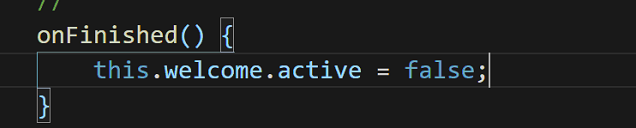 //
onFinished() {
this.welcome.active = false;
}